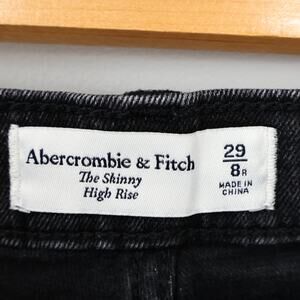 Abercrombie & Fitch
The Skinny
High Rise
29
8R
MADE IN
CHINA